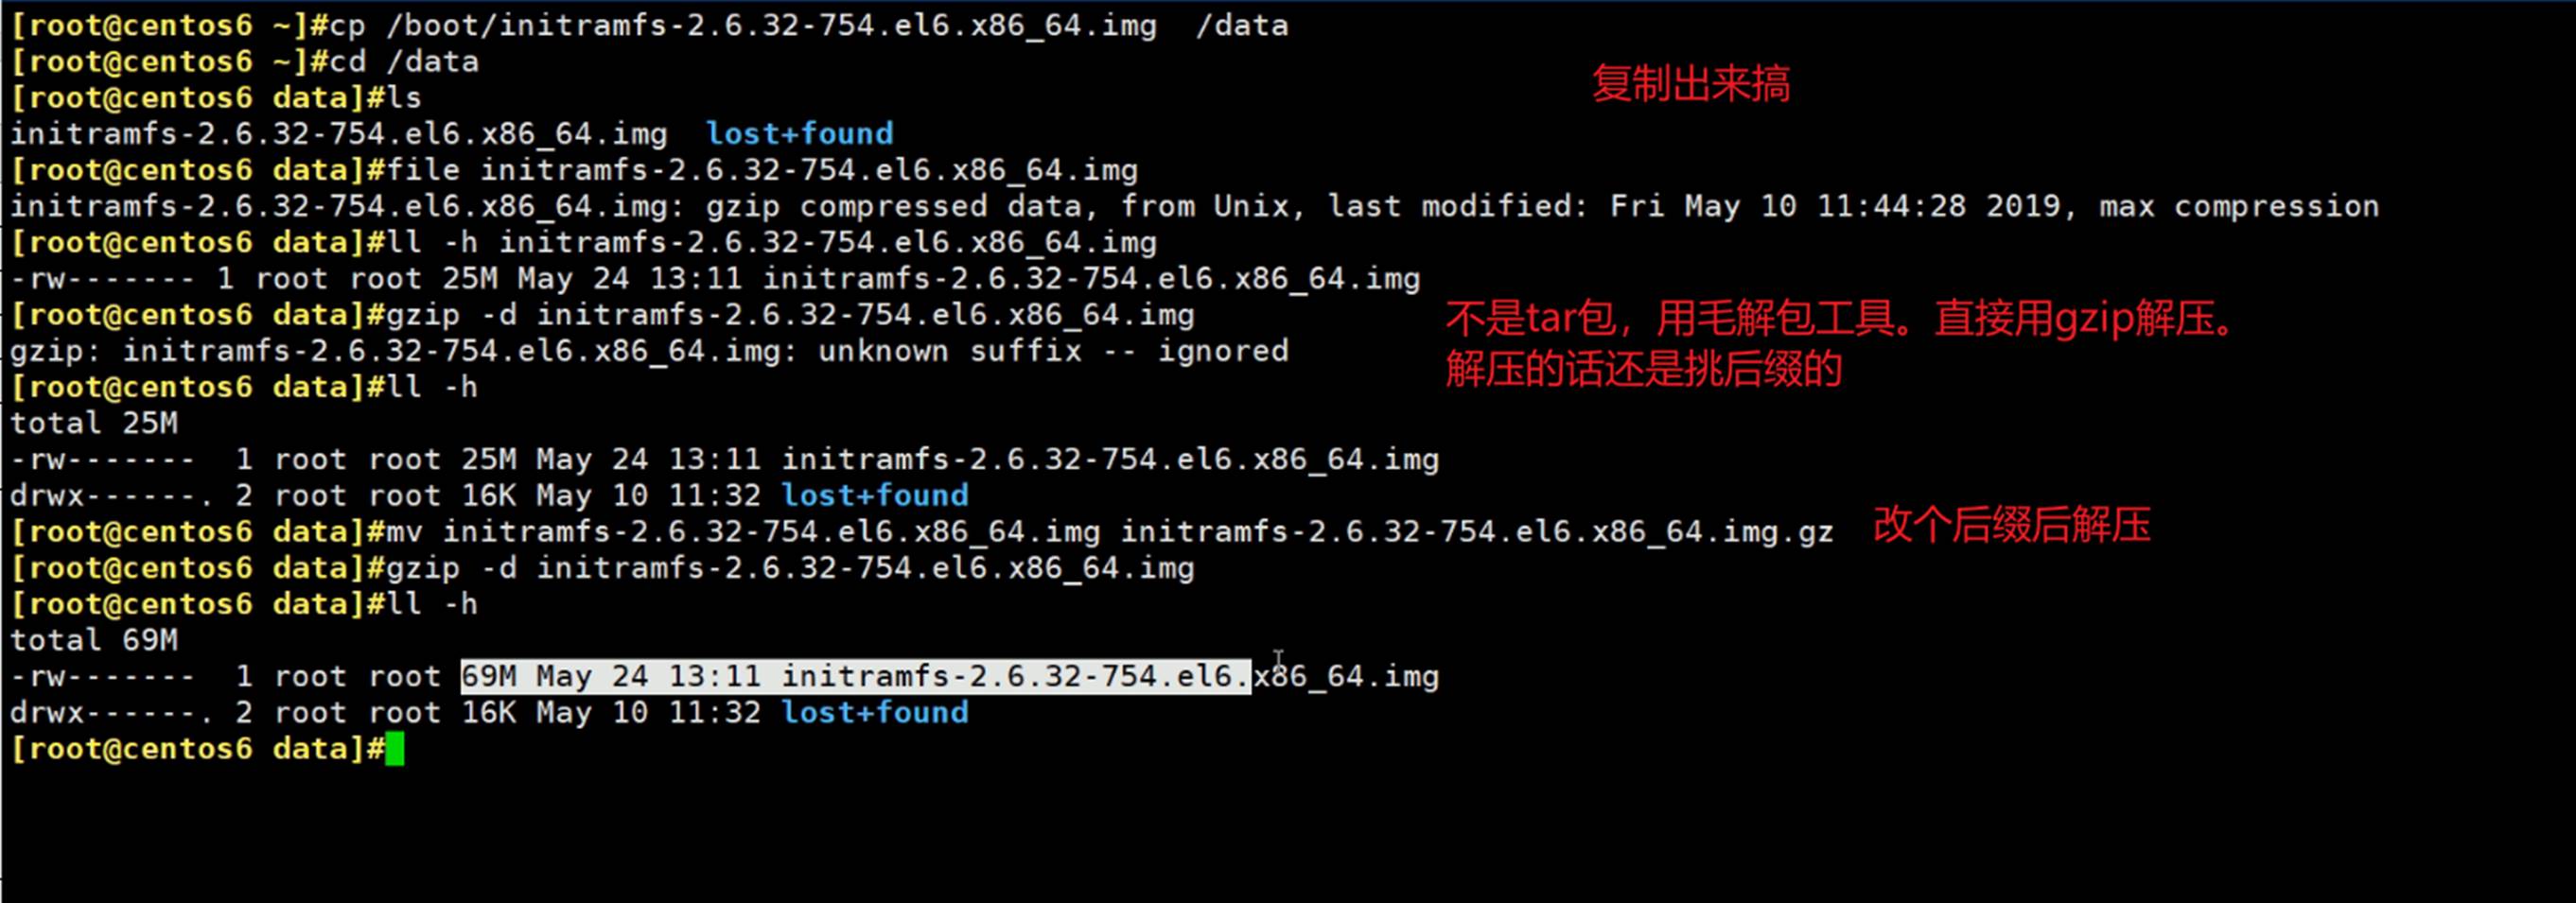 [root@centos6 ~]#cp /boot/initramfs-2.6.32-754.el6.x86_64.img  /data
[root@centos6 ~]#cd /data
复制出来搞
[root@centos6 data]#ls
initramfs-2.6.32-754.el6.x86_64.img  lost+found
[root@centos6 data]#file initramfs-2.6.32-754.el6.x86_64.img
initramfs-2.6.32-754.el6.x86_64.img: gzip compressed data, from Unix, last modified: Fri May 10 11:44:28 2019, max compression
[root@centos6 data]#ll -h initramfs-2.6.32-754.el6.x86_64.img
-rw------- 1 root root 25M May 24 13:11 initramfs-2.6.32-754.el6.x86_64.img
[root@centos6 data]#gzip -d initramfs-2.6.32-754.el6.x86_64.img
不是tar包，用毛解包工具。直接用gzip解压。
gzip: initramfs-2.6.32-754.el6.x86_64.img: unknown suffix -- ignored
解压的话还是挑后缀的
[root@centos6 data]#ll -h
total 25M
-rw-------  1 root root 25M May 24 13:11 initramfs-2.6.32-754.el6.x86_64.img
drwx------. 2 root root 16K May 10 11:32 lost+found
[root@centos6 data]#mv initramfs-2.6.32-754.el6.x86_64.img initramfs-2.6.32-754.el6.x86_64.img.gz
改个后缀后解压
[root@centos6 data]#gzip -d initramfs-2.6.32-754.el6.x86_64.img
[root@centos6 data]#ll -h
total 69M
-rw-------  1 root root 69M May 24 13:11 initramfs-2.6.32-754.el6.x86_64.img
drwx------. 2 root root 16K May 10 11:32 lost+found
[root@centos6 data]#